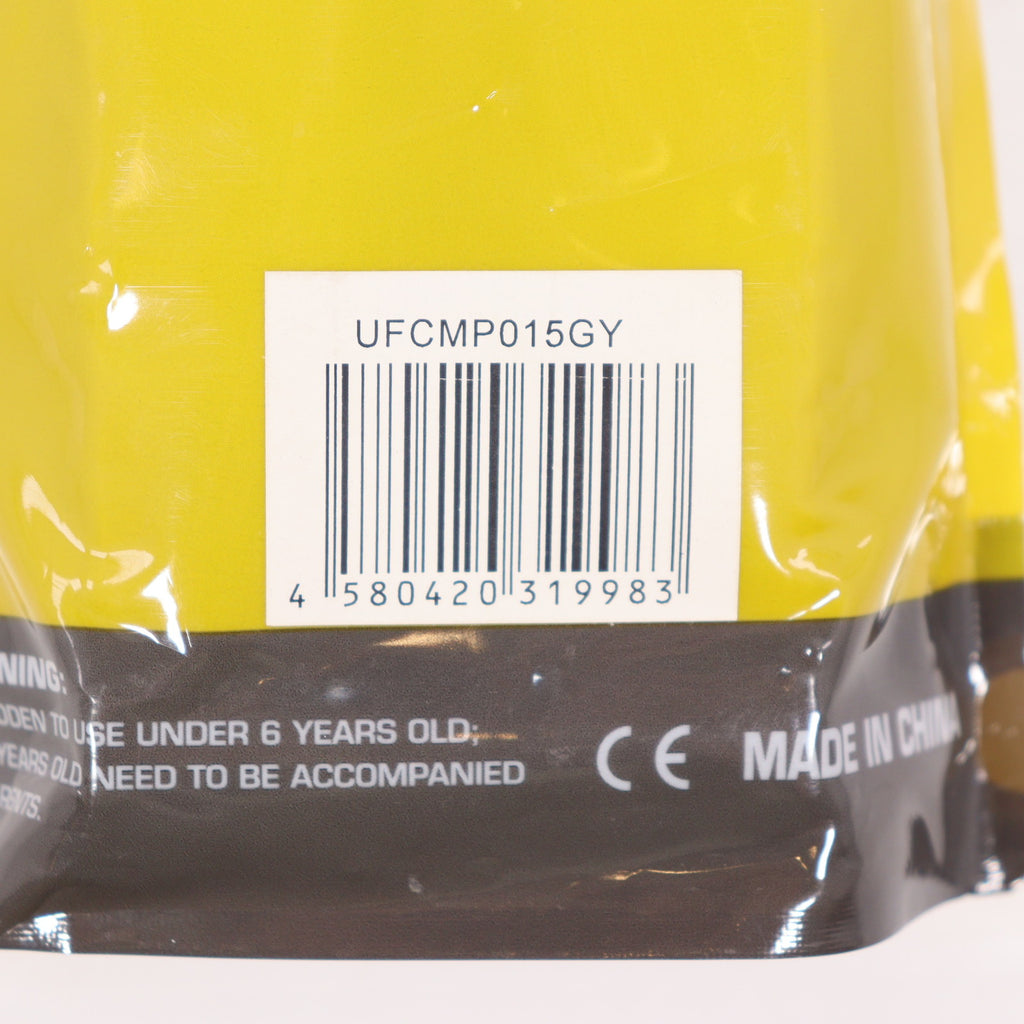 UFCMP015GY
4 580420 319983
NING:
DDEN TO USE UNDER 6 YEARS OLD;
YEARS OLD NEED TO BE ACCOMPANIED
RENTS.
CE
MADE IN CHINA